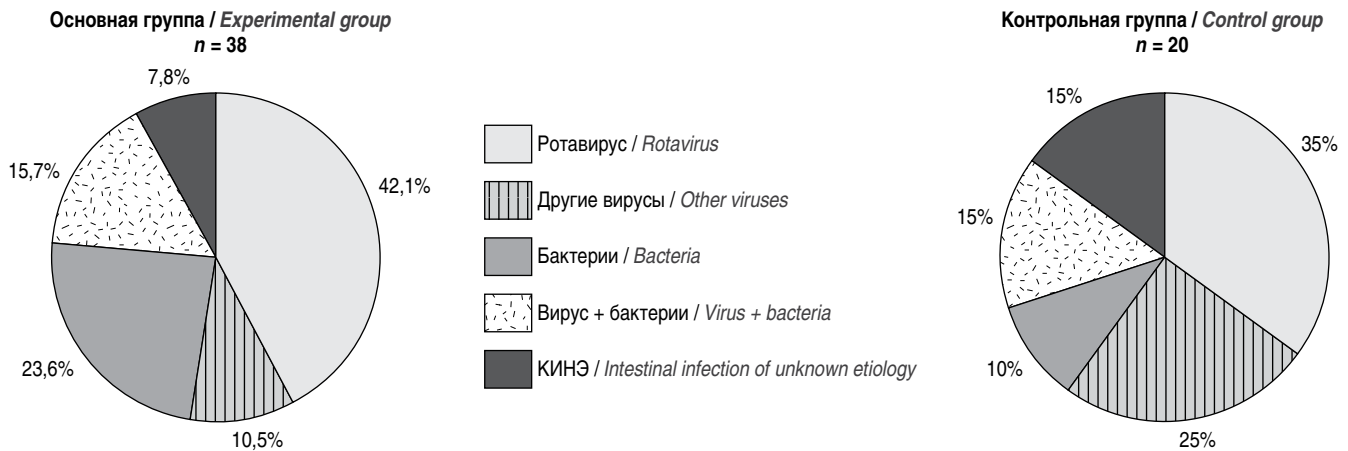 Основная группа / Experimental group
n = 38
7,8%
15,7%
42,1%
23,6%
10,5%
Ротавирус / Rotavirus
Другие вирусы / Other viruses
Бактерии / Bacteria
Вирус + бактерии / Virus + bacteria
КИНЭ / Intestinal infection of unknown etiology
Контрольная группа / Control group
n = 20
15%
35%
15%
10%
25%